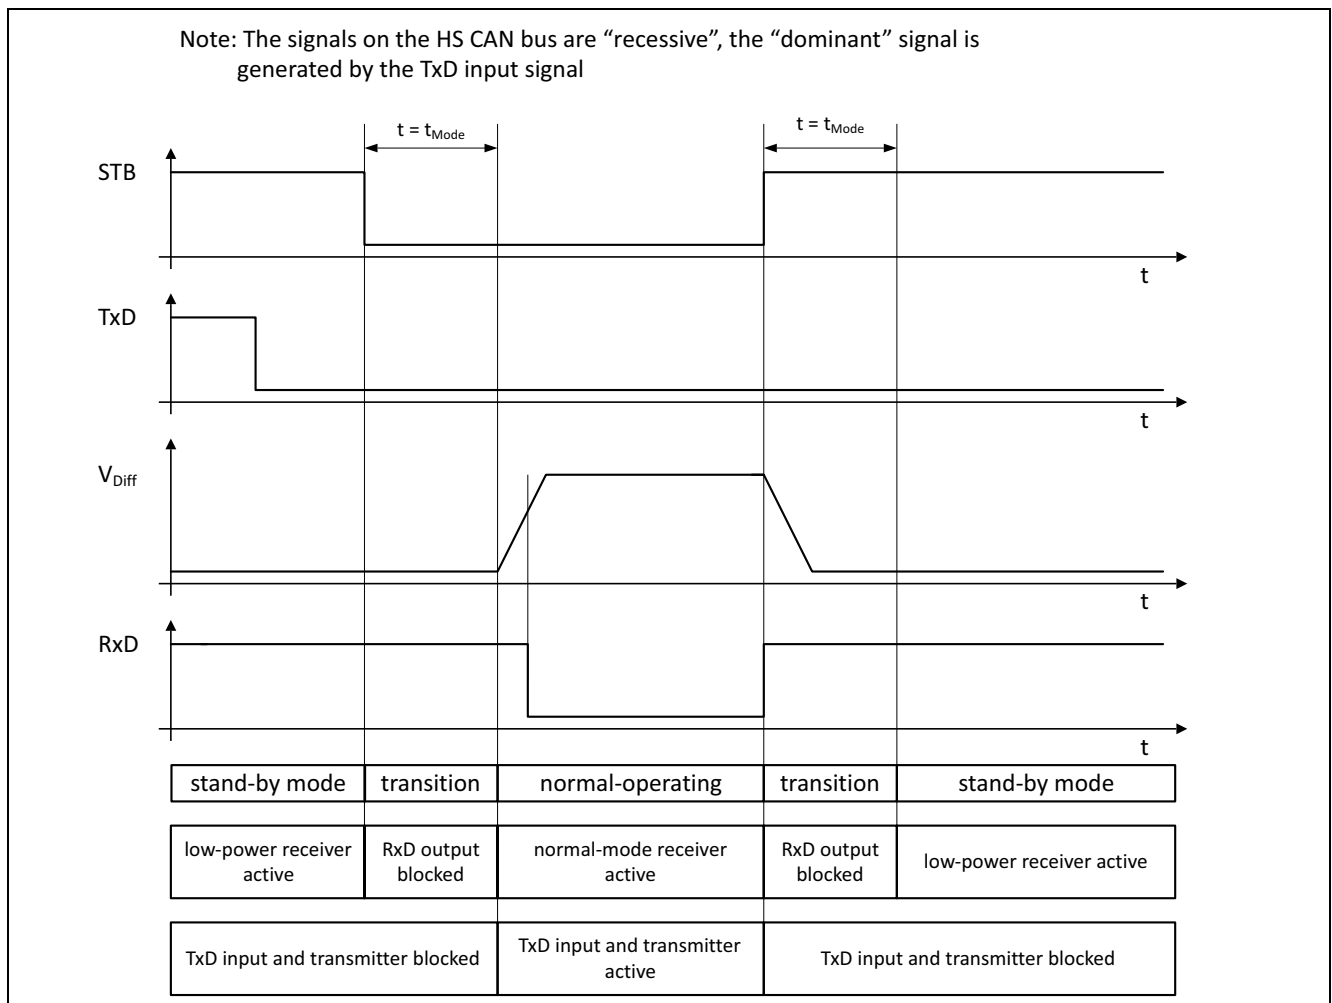 Note: The signals on the HS CAN bus are “recessive”, the “dominant” signal is
generated by the TxD input signal
t = tMode
t = tMode
STB
t
TxD
t
VDiff
t
RxD
t
stand-by mode
transition
normal-operating
transition
stand-by mode
low-power receiver
active
RxD output
blocked
normal-mode receiver
active
RxD output
blocked
low-power receiver active
TxD input and transmitter blocked
TxD input and transmitter
active
TxD input and transmitter blocked